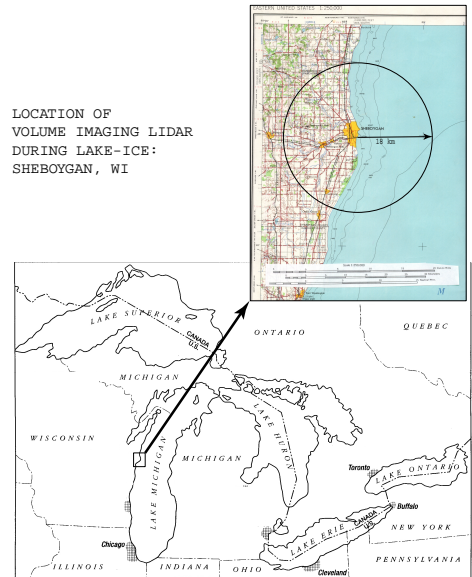 EASTERN UNITED STATES 1:250,000
LOCATION OF
VOLUME IMAGING LIDAR
DURING LAKE-ICE:
SHEBOYGAN, WI
SHEBOYGAN
18 km
M
LAKE SUPERIOR
CANADA
U.S.
ONTARIO
QUEBEC
MICHIGAN
WISCONSIN
LAKE MICHIGAN
MICHIGAN
LAKE HURON
Toronto
LAKE ONTARIO
Buffalo
CANADA
U.S.
LAKE ERIE
NEW YORK
Chicago
Cleveland
ILLINOIS
INDIANA
OHIO
PENNSYLVANIA